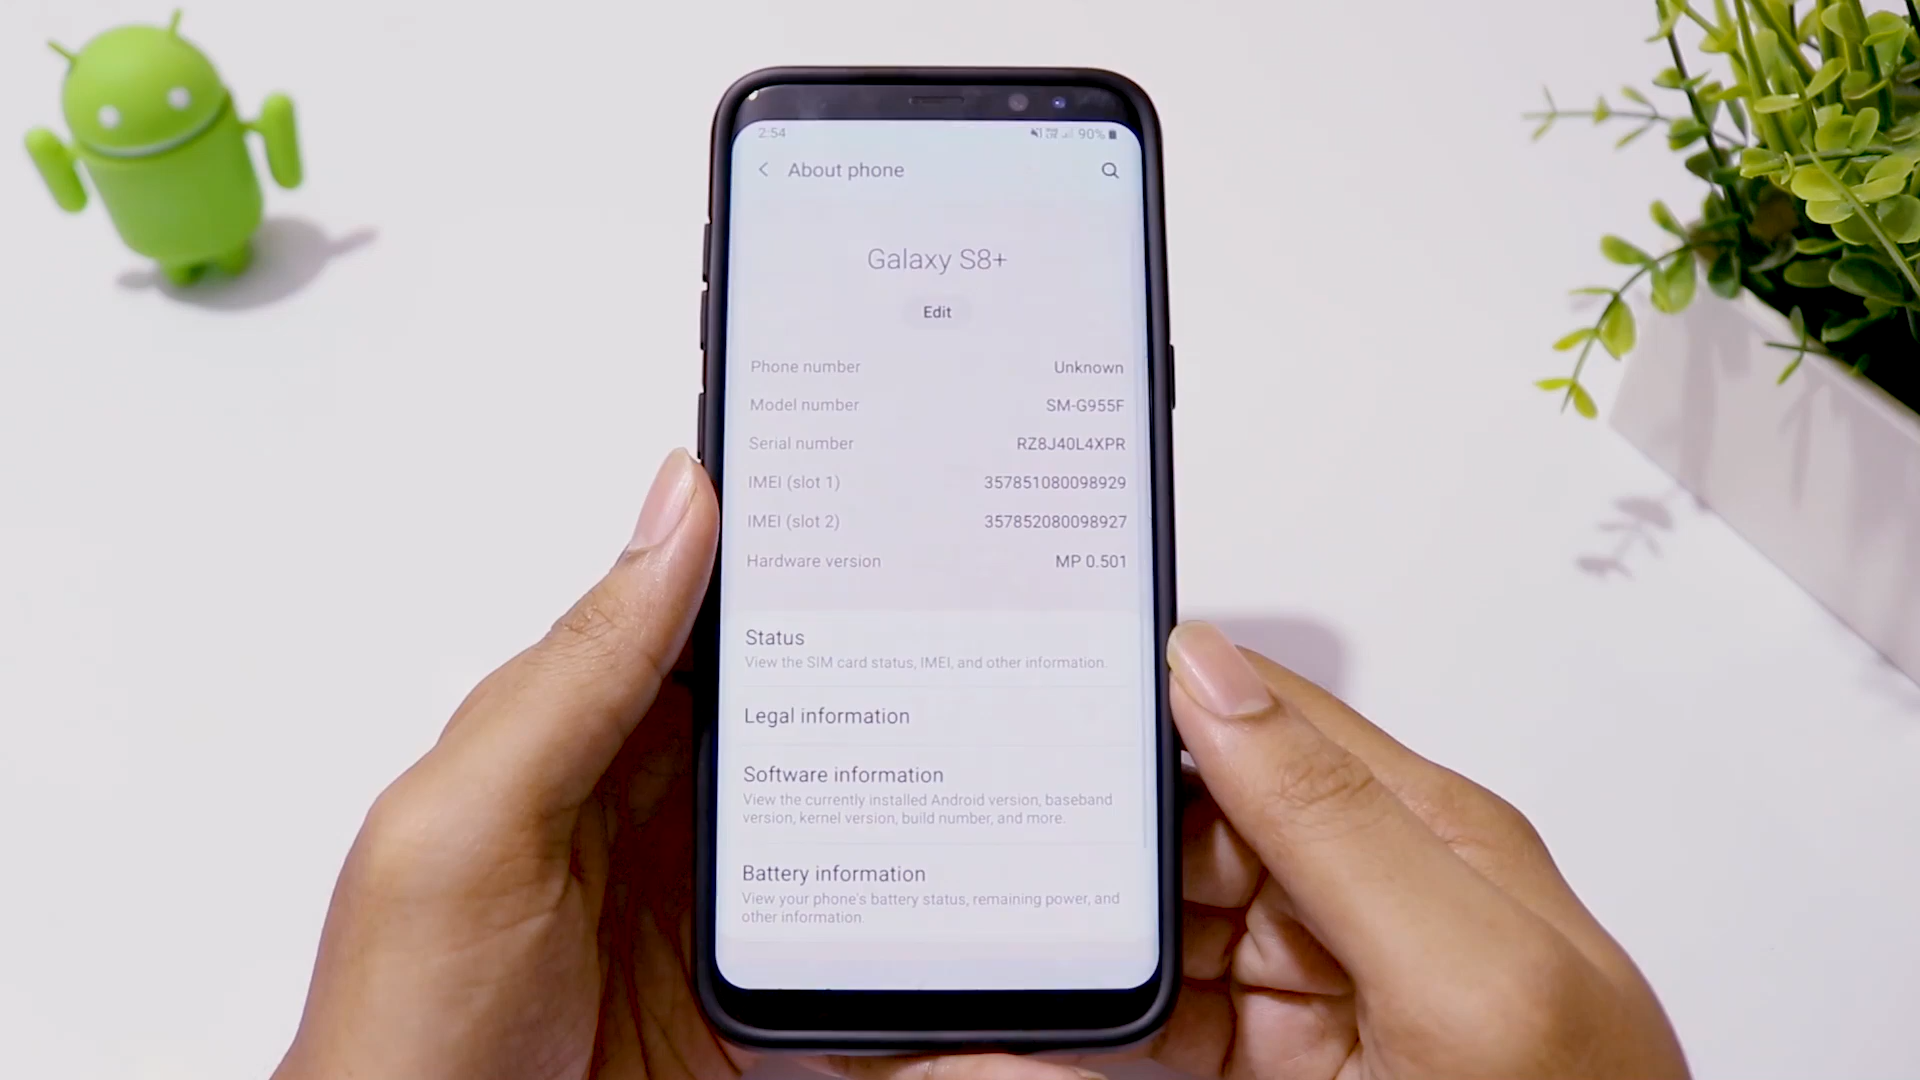 2:54 90%
About phone
Galaxy S8+
Edit
Phone number Unknown
Model number SM-G955F
Serial number RZ8J40L4XPR
IMEI (slot 1) 357851080098929
IMEI (slot 2) 357852080098927
Hardware version MP 0.501
Status
View the SIM card status, IMEI, and other information.
Legal information
Software information
View the currently installed Android version, baseband
version, kernel version, build number, and more.
Battery information
View your phone's battery status, remaining power, and
other information.